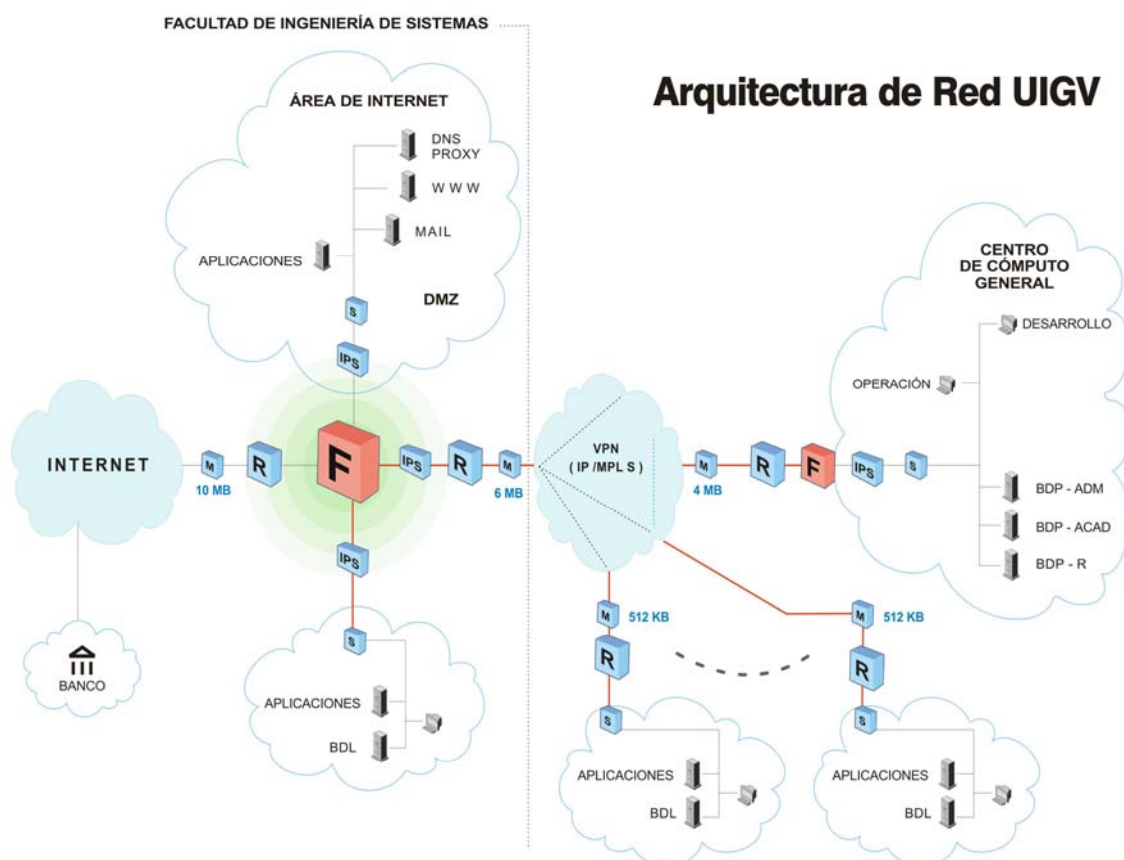 FACULTAD DE INGENIERÍA DE SISTEMAS
Arquitectura de Red UIGV
ÁREA DE INTERNET
DNS
PROXY
W W W
MAIL
APLICACIONES
DMZ
S
IPS
INTERNET
M
10 MB
R
F
IPS
R
M
6 MB
VPN
( IP /MPL S )
M
4 MB
R
F
IPS
S
CENTRO
DE CÓMPUTO
GENERAL
DESARROLLO
OPERACIÓN
BDP - ADM
BDP - ACAD
BDP - R
BANCO
IPS
S
APLICACIONES
BDL
M
512 KB
R
S
APLICACIONES
BDL
M
512 KB
R
S
APLICACIONES
BDL